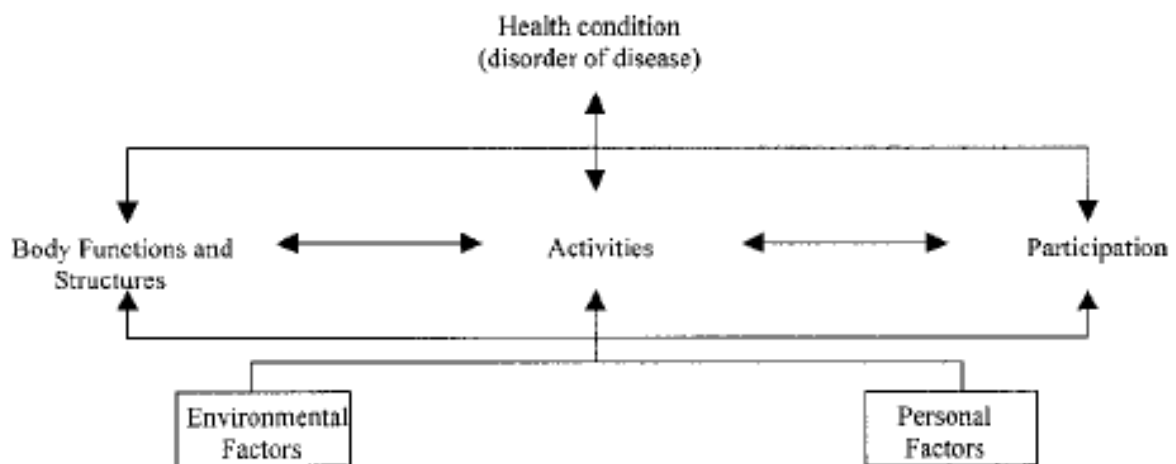 Health condition
(disorder of disease)
Body Functions and
Structures
Activities
Participation
Environmental
Factors
Personal
Factors